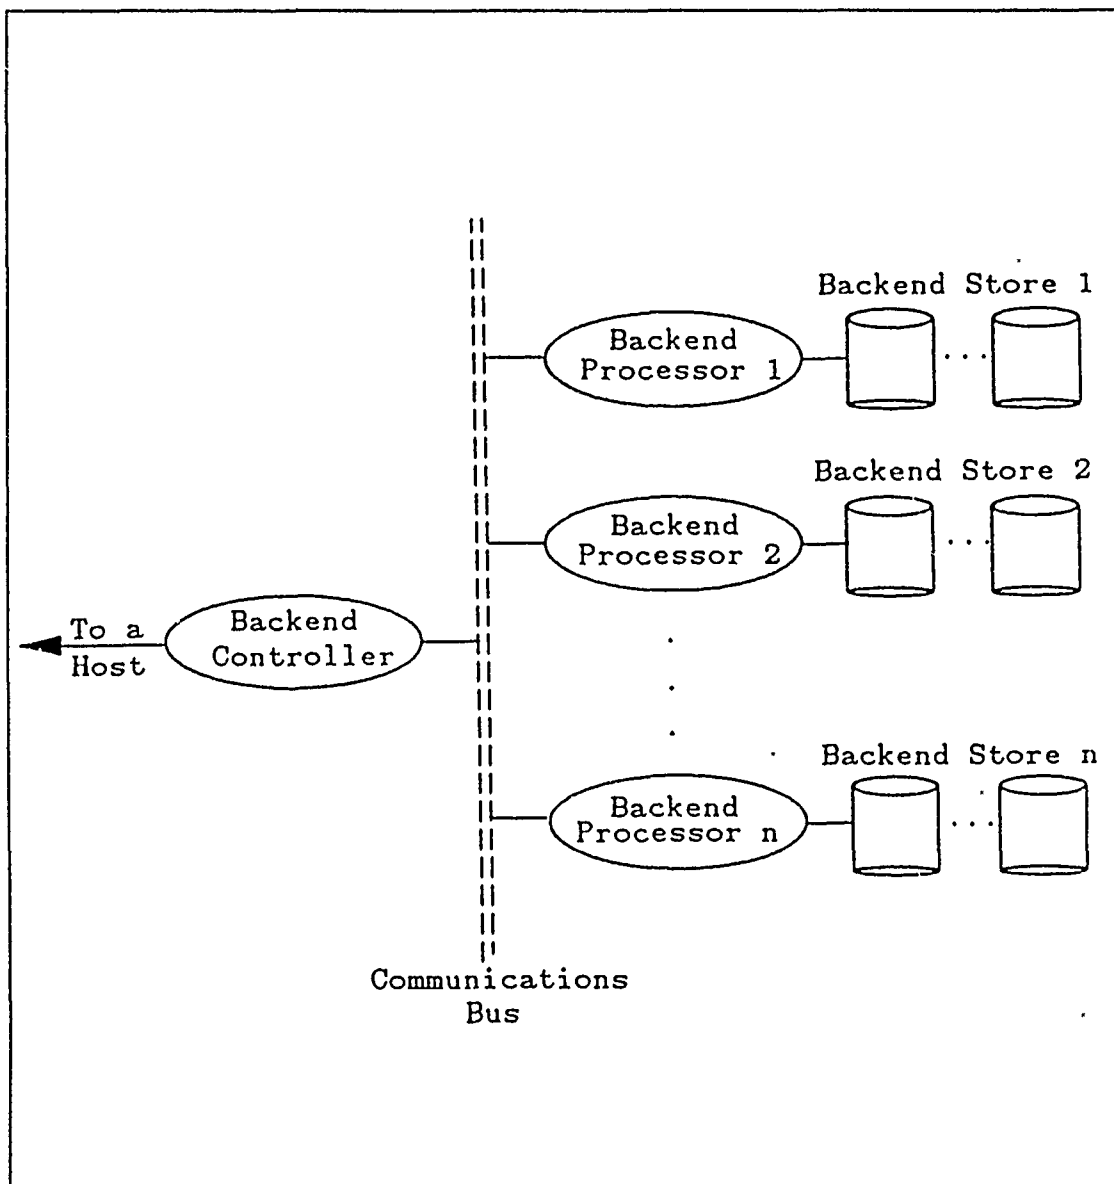 Backend Store 1
Backend
Processor 1
Backend Store 2
Backend
Processor 2
To a
Host
Backend
Controller
Backend Store n
Backend
Processor n
Communications
Bus